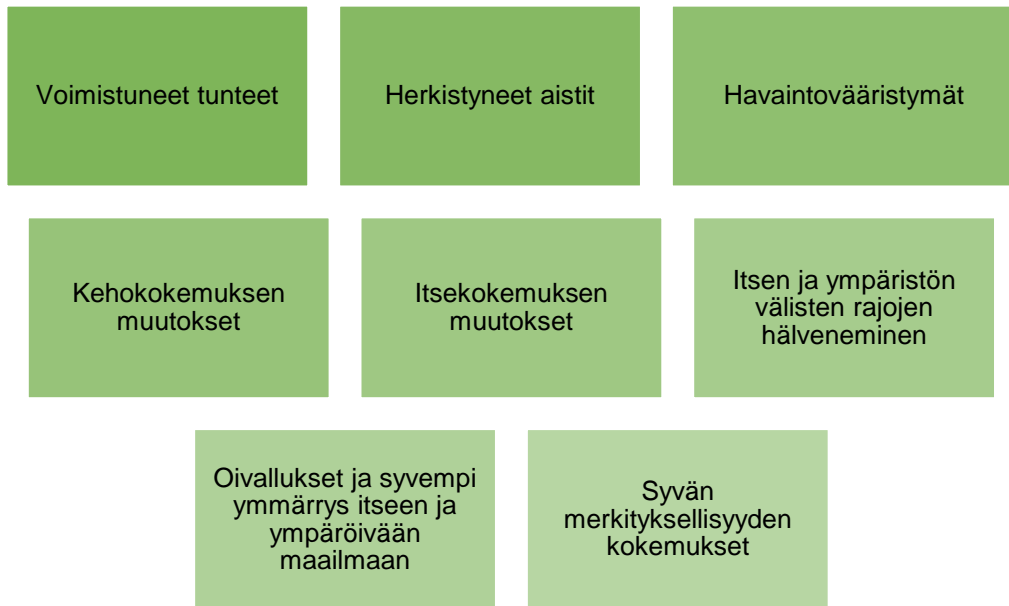 Voimistuneet tunteet
Herkistyneet aistit
Havaintovääristymät
Kehokokemuksen
muutokset
Itsekokemuksen
muutokset
Itsen ja ympäristön
välisten rajojen
hälveneminen
Oivallukset ja syvempi
ymmärrys itseen ja
ympäröivään
maailmaan
Syvän
merkityksellisyyden
kokemukset